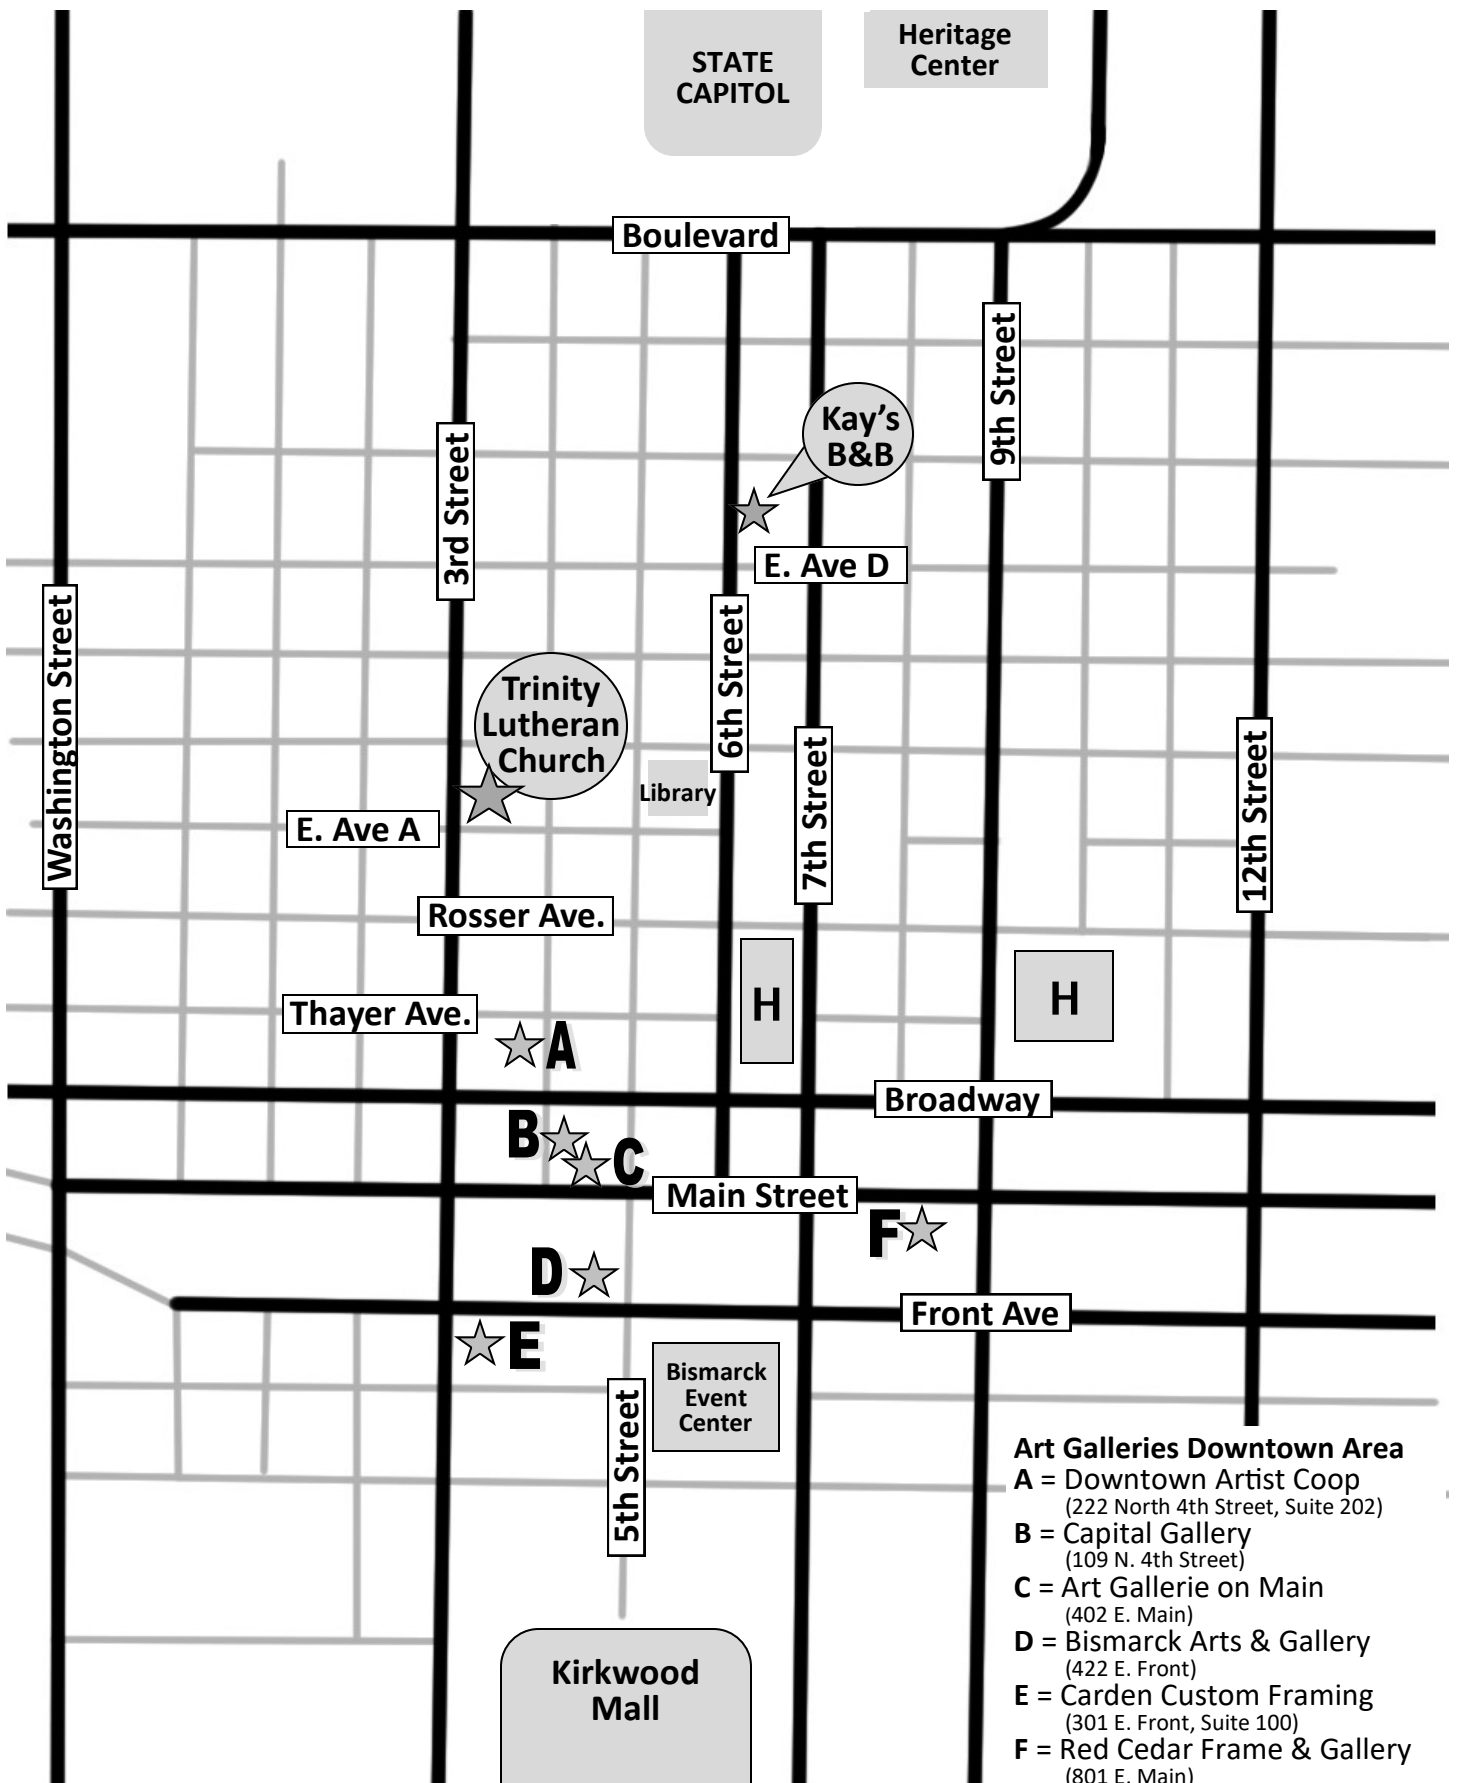 STATE
CAPITOL
Heritage
Center
Boulevard
9th Street
Kay's
B&B
3rd Street
E. Ave D
Washington Street
6th Street
Trinity
Lutheran
Church
7th Street
12th Street
Library
E. Ave A
Rosser Ave.
H
H
Thayer Ave.
A
Broadway
B
C
Main Street
F
D
Front Ave
E
Bismarck
Event
Center
5th Street
Kirkwood
Mall
Art Galleries Downtown Area
A = Downtown Artist Coop
(222 North 4th Street, Suite 202)
B = Capital Gallery
(109 N. 4th Street)
C = Art Gallerie on Main
(402 E. Main)
D = Bismarck Arts & Gallery
(422 E. Front)
E = Carden Custom Framing
(301 E. Front, Suite 100)
F = Red Cedar Frame & Gallery
(801 E. Main)